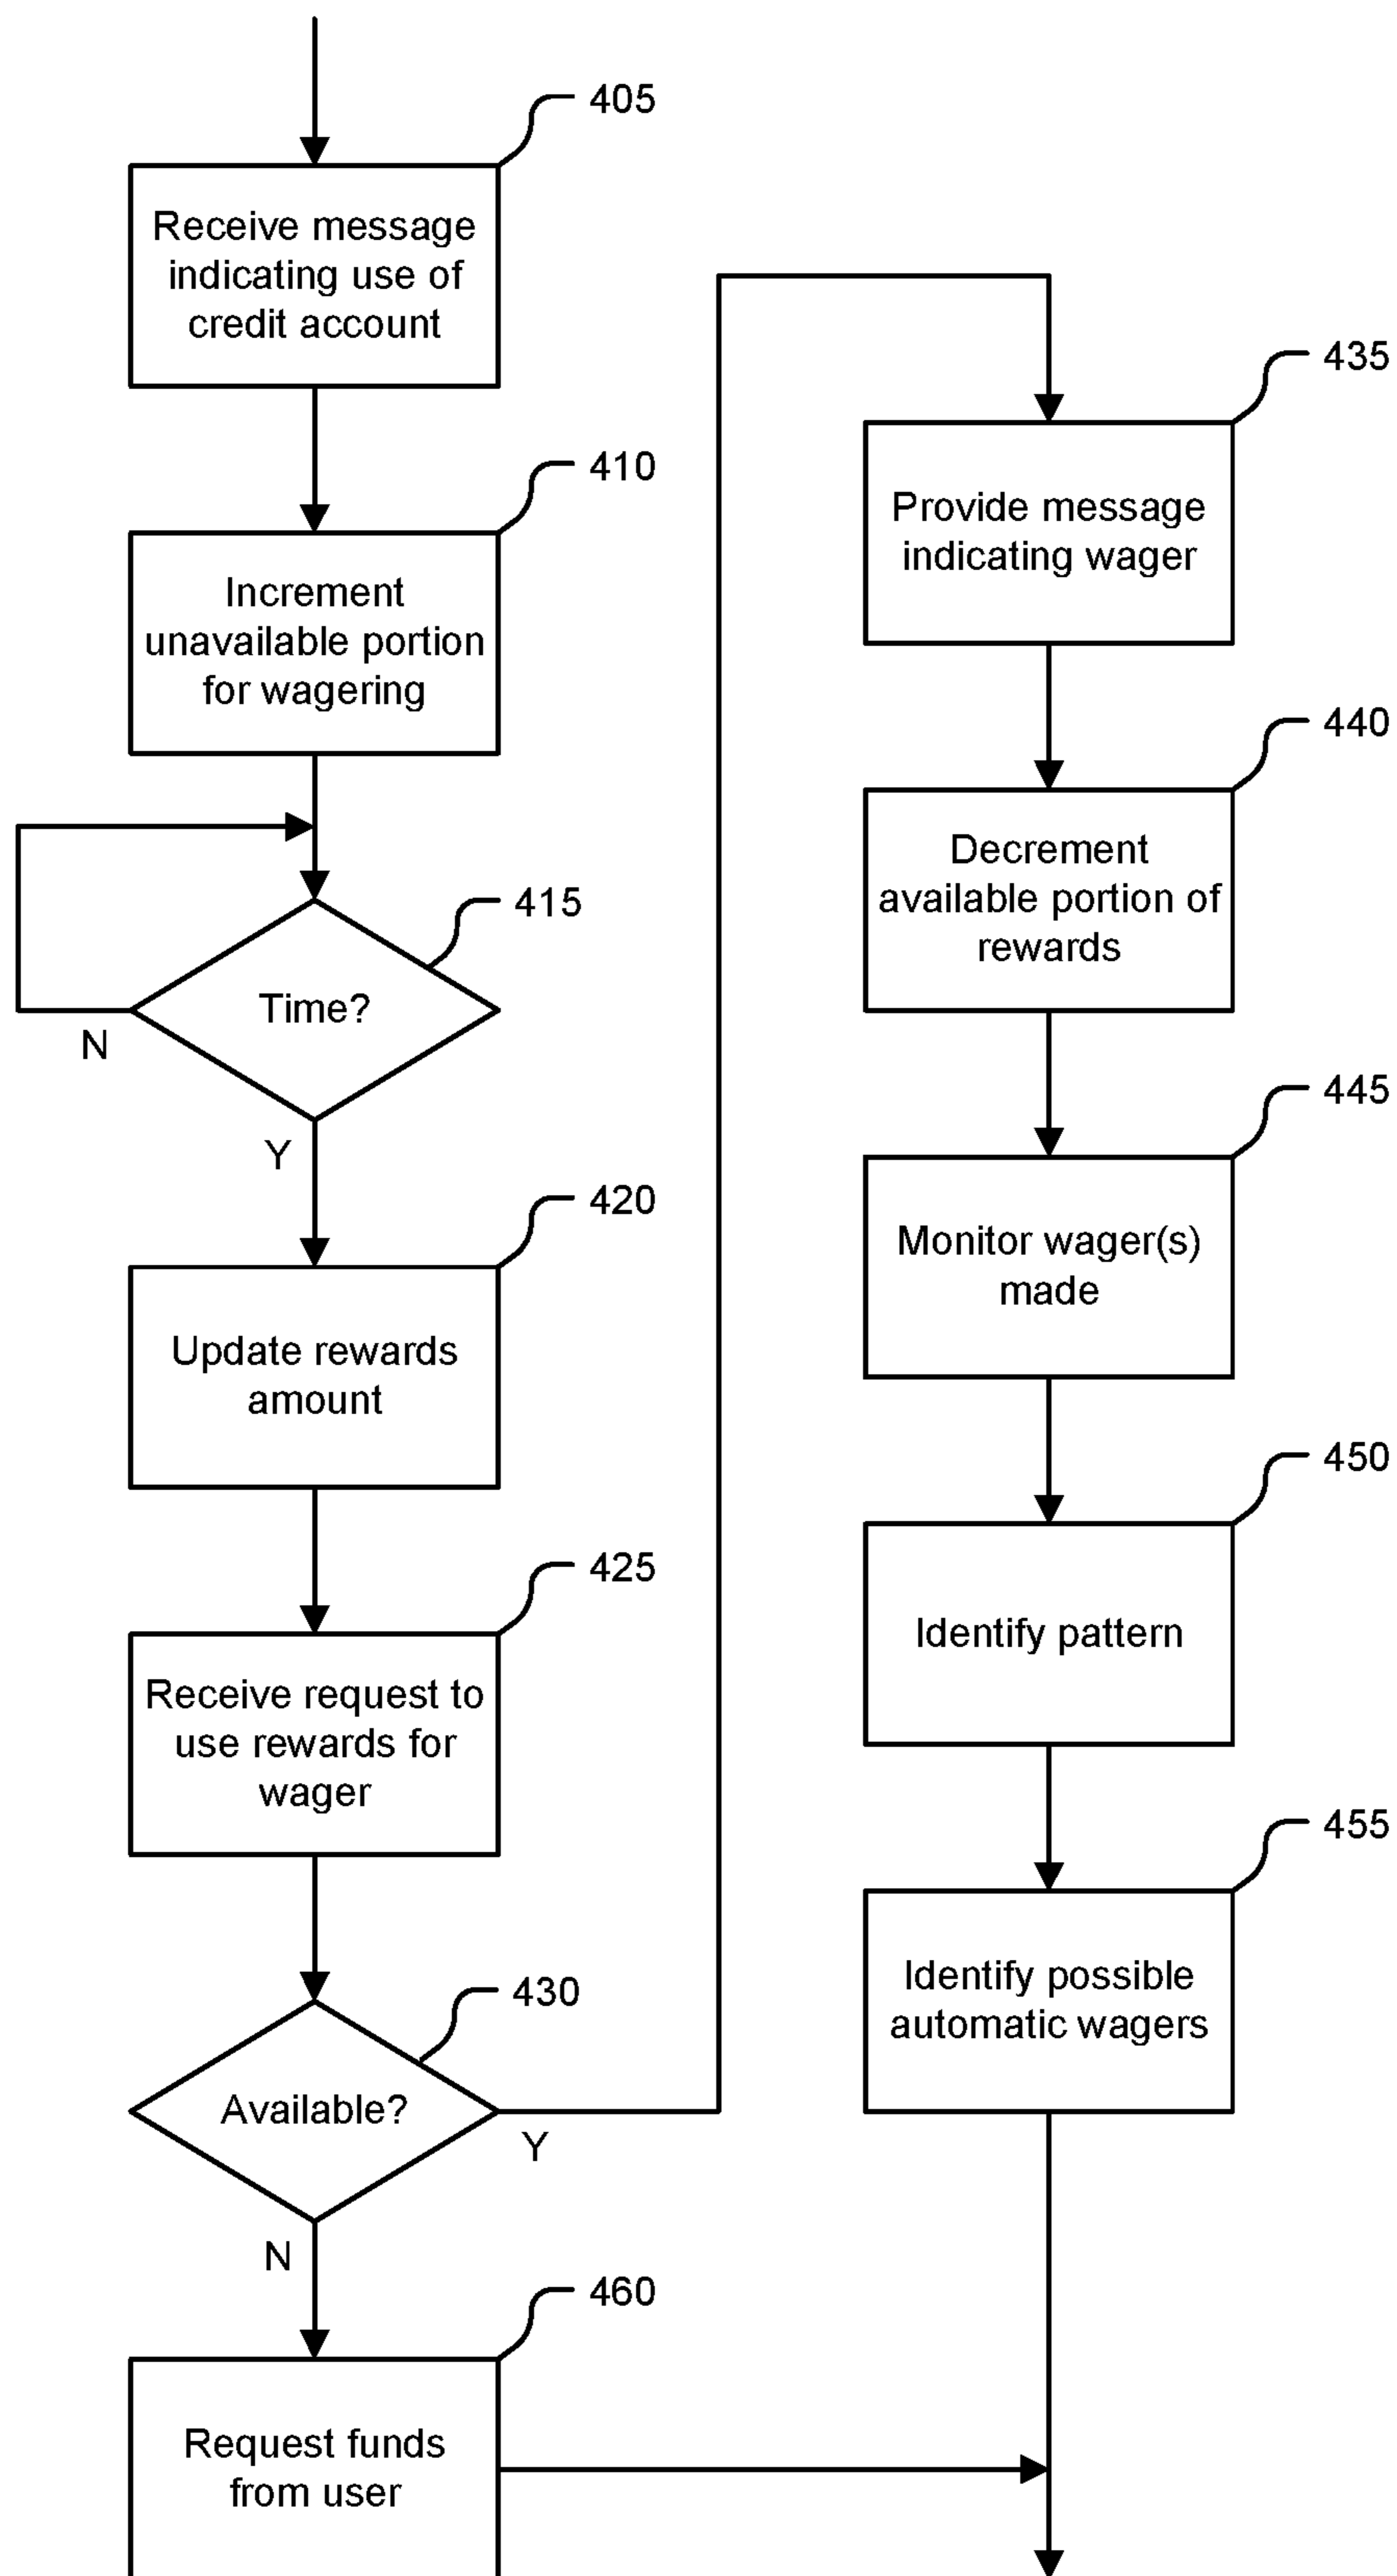 405
Receive message
indicating use of
credit account
410
Increment
unavailable portion
for wagering
415
Time?
N
Y
420
Update rewards
amount
425
Receive request to
use rewards for
wager
430
Available?
Y
N
460
Request funds
from user
435
Provide message
indicating wager
440
Decrement
available portion of
rewards
445
Monitor wager(s)
made
450
Identify pattern
455
Identify possible
automatic wagers